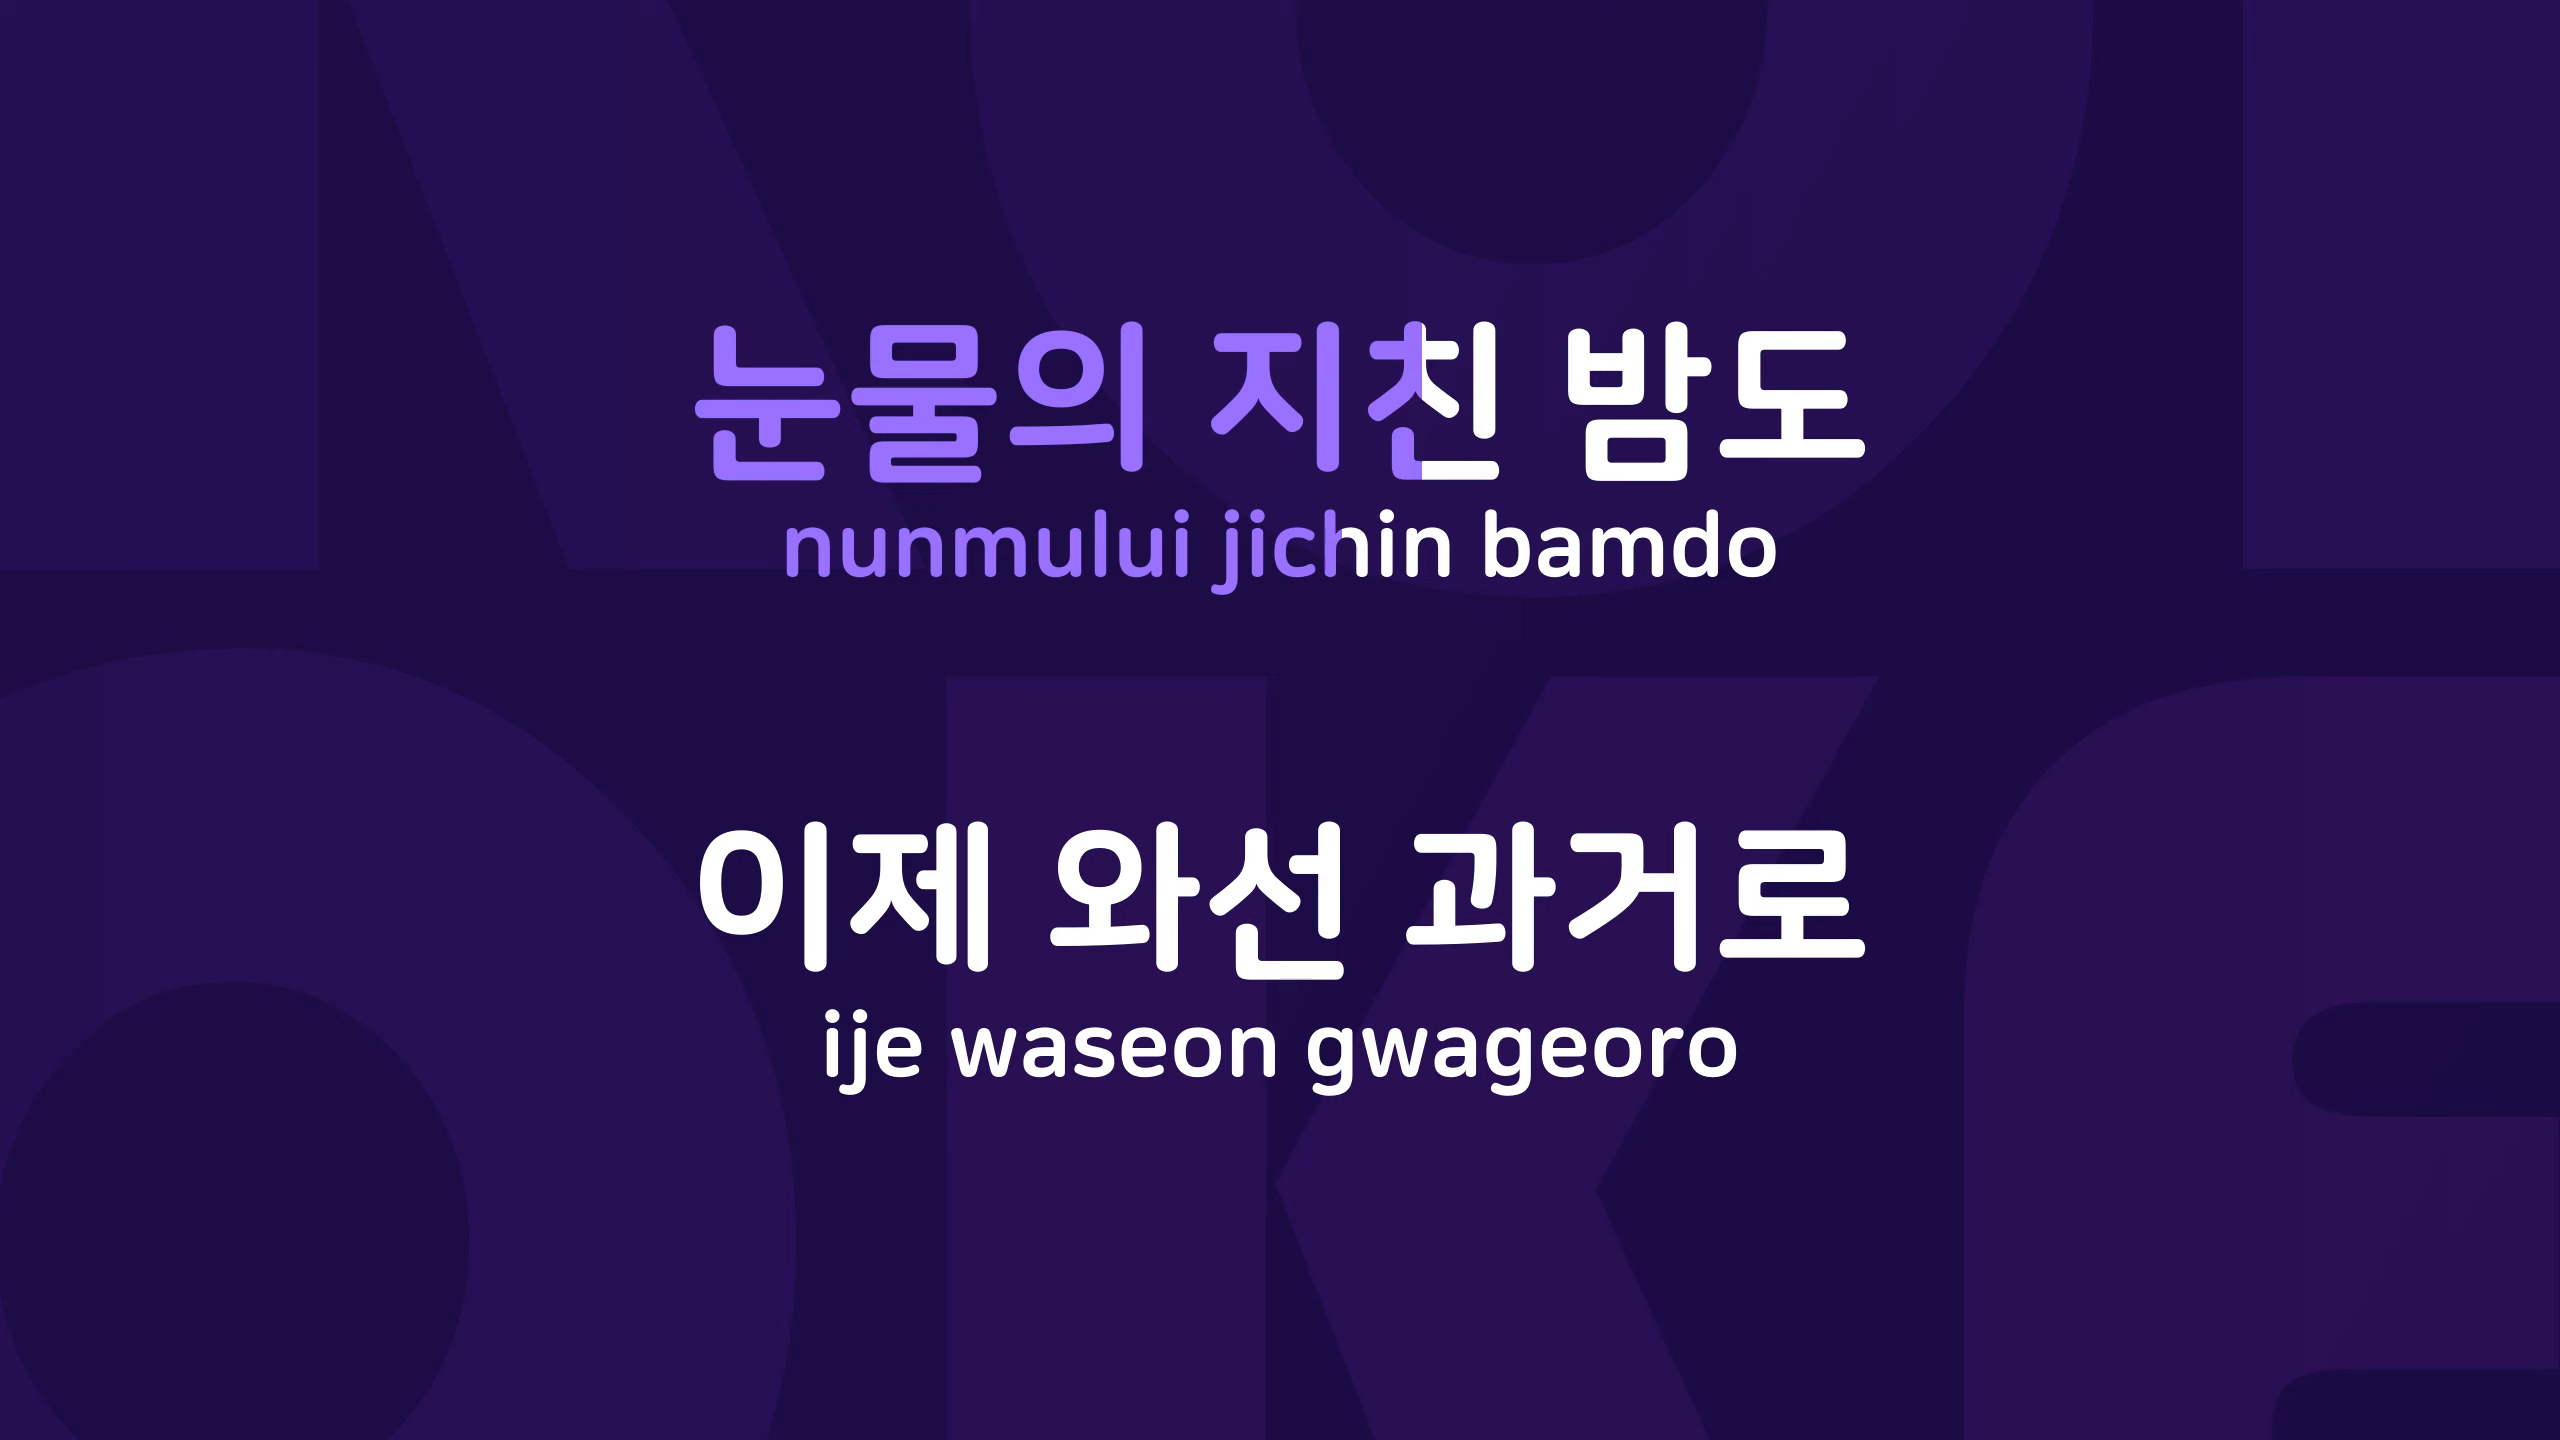 눈물의 지친 밤도
nunmului jichin bamdo
이제 와선 과거로
ije waseon gwageoro